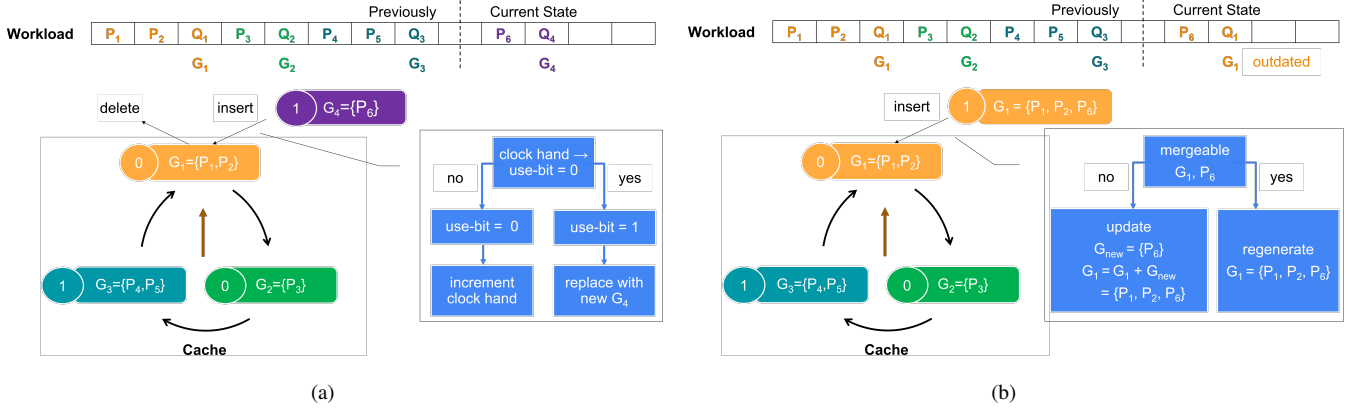 Previously
Current State
Workload
P1 P2 Q1 P3 Q2 P4 P5 Q3 P6 Q4
G1 G2 G3 G4
delete
insert
1 G4={P6}
0 G1={P1,P2}
1 G3={P4,P5}
0 G2={P3}
Cache
clock hand →
use-bit = 0
no
yes
use-bit = 0
use-bit = 1
increment
clock hand
replace with
new G4
(a)
Previously
Current State
Workload
P1 P2 Q1 P3 Q2 P4 P5 Q3 P6 Q1
G1 G2 G3 G1 outdated
insert
1 G1 = {P1, P2, P6}
0 G1={P1,P2}
1 G3={P4,P5}
0 G2={P3}
Cache
mergeable
G1, P6
no
yes
update
Gnew = {P6}
G1 = G1 + Gnew
= {P1, P2, P6}
regenerate
G1 = {P1, P2, P6}
(b)